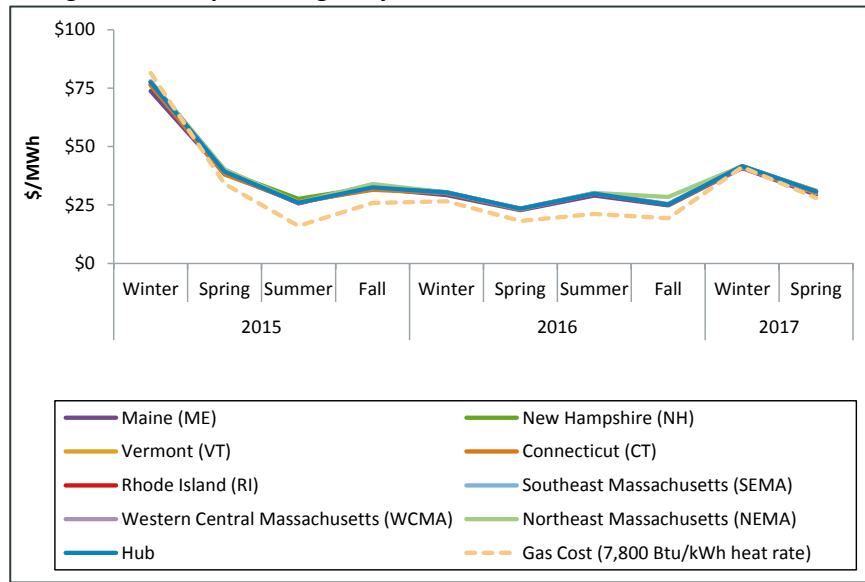 $100
$75
$50
$25
$0
$/MWh
Winter Spring Summer Fall Winter Spring Summer Fall Winter Spring
2015 2016 2017
Maine (ME) New Hampshire (NH)
Vermont (VT) Connecticut (CT)
Rhode Island (RI) Southeast Massachusetts (SEMA)
Western Central Massachusetts (WCMA) Northeast Massachusetts (NEMA)
Hub Gas Cost (7,800 Btu/kWh heat rate)